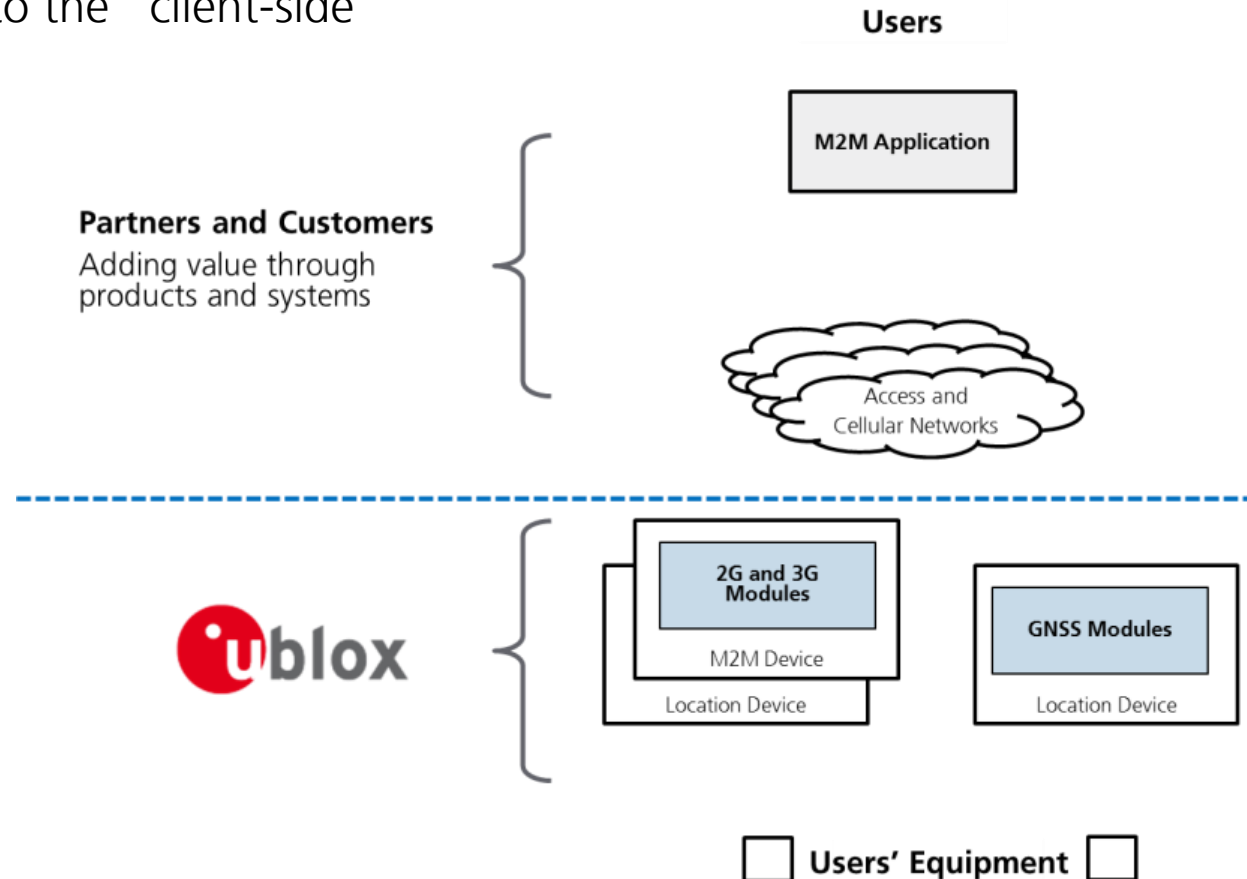 to the “client-side
Users
M2M Application
Partners and Customers
Adding value through
products and systems
Access and
Cellular Networks
ublox
2G and 3G
Modules
M2M Device
Location Device
GNSS Modules
Location Device
Users’ Equipment